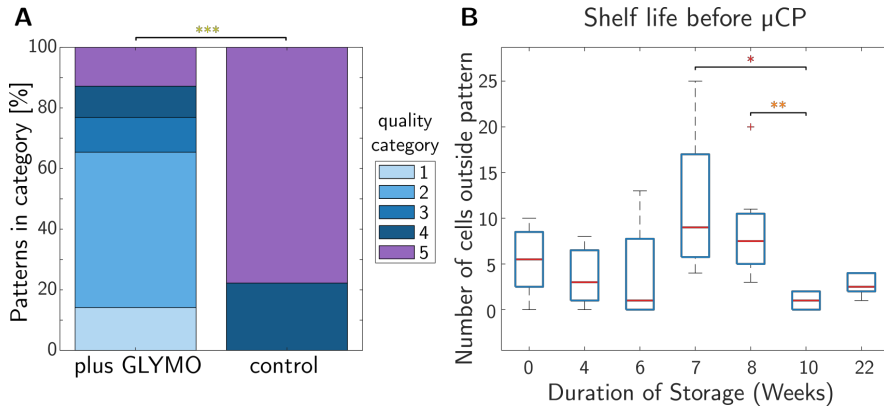 A
***
Patterns in category [%]
100
80
60
40
20
0
plus GLYMO
control
quality
category
1
2
3
4
5
B
Shelf life before µCP
Number of cells outside pattern
25
20
15
10
5
0
*
**
+
0
4
6
7
8
10
22
Duration of Storage (Weeks)